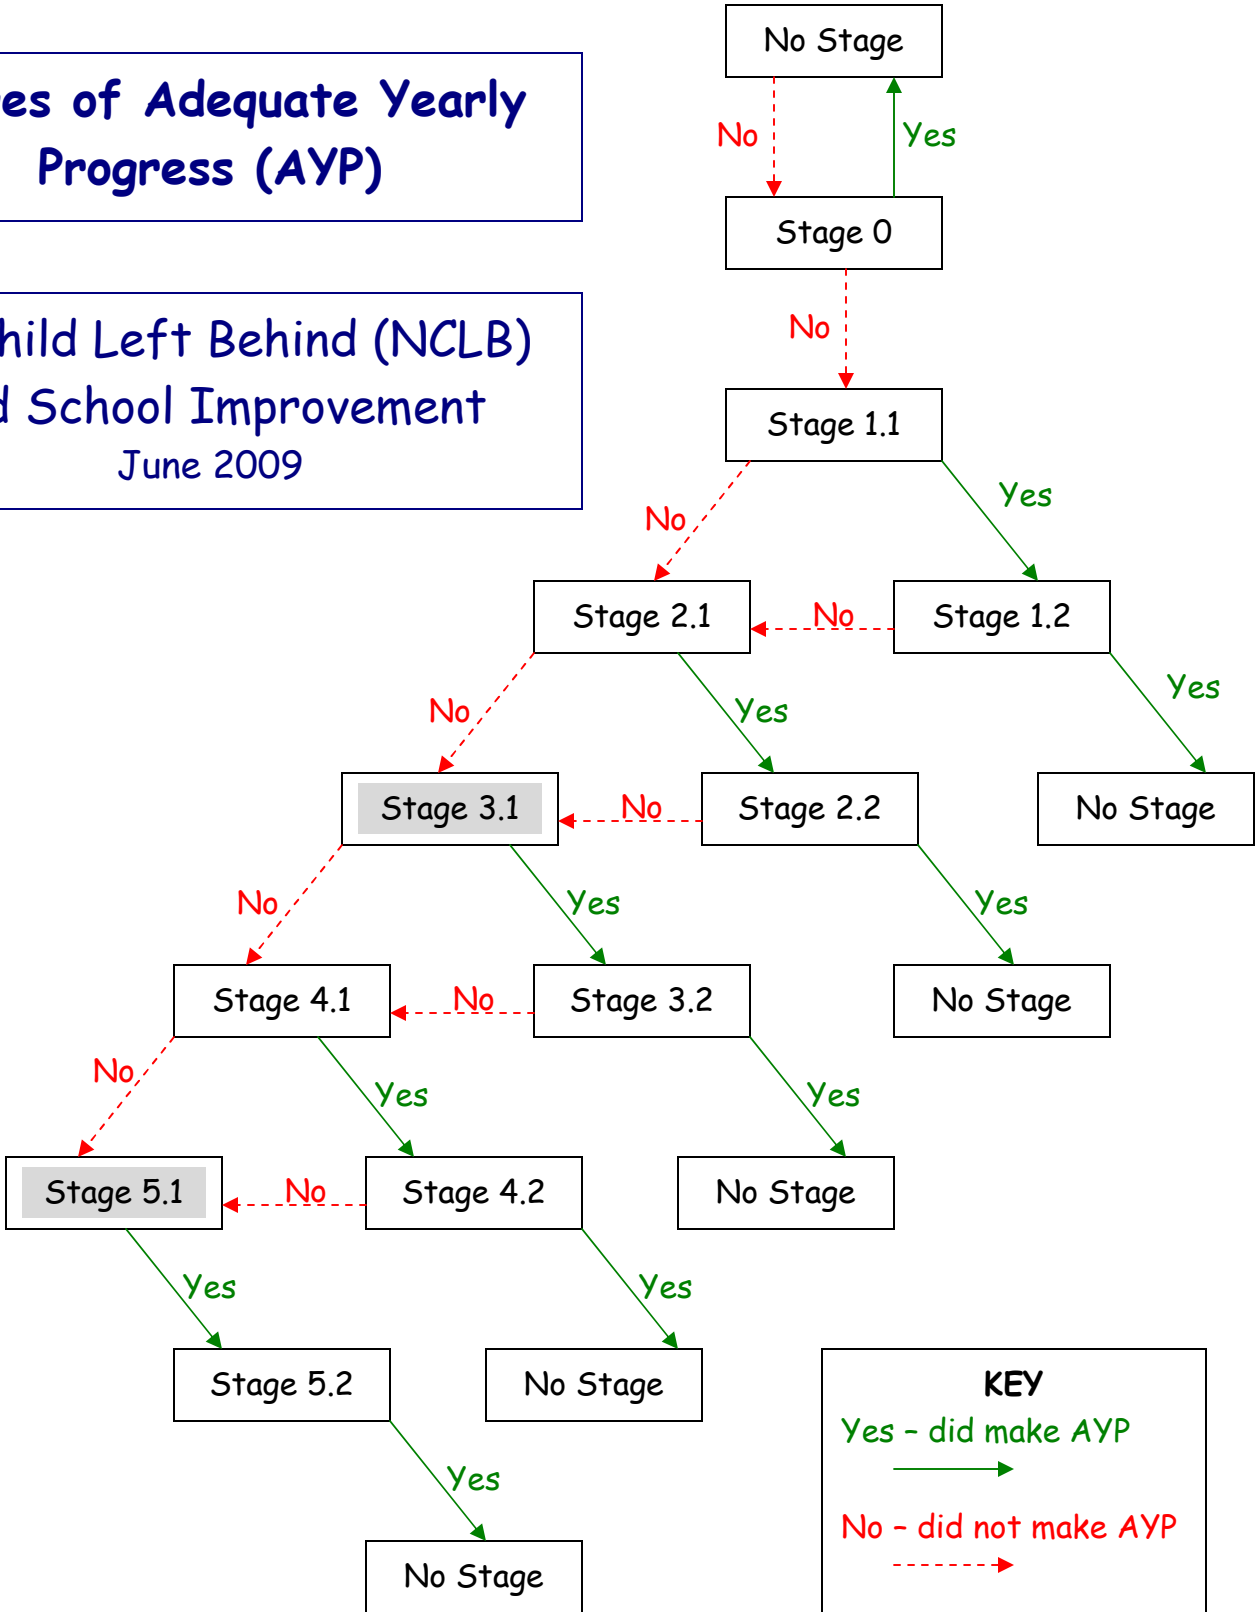 of Adequate Yearly
Progress (AYP)
Left Behind (NCLB)
School Improvement
June 2009
No Stage
No
Yes
Stage 0
No
Stage 1.1
No
Yes
Stage 2.1
No
Stage 1.2
No
Yes
Yes
Stage 3.1
No
Stage 2.2
No Stage
No
Yes
Yes
Stage 4.1
No
Stage 3.2
No Stage
No
Yes
Yes
Stage 5.1
No
Stage 4.2
No Stage
Yes
Yes
Stage 5.2
No Stage
KEY
Yes – did make AYP
Yes
No – did not make AYP
No Stage